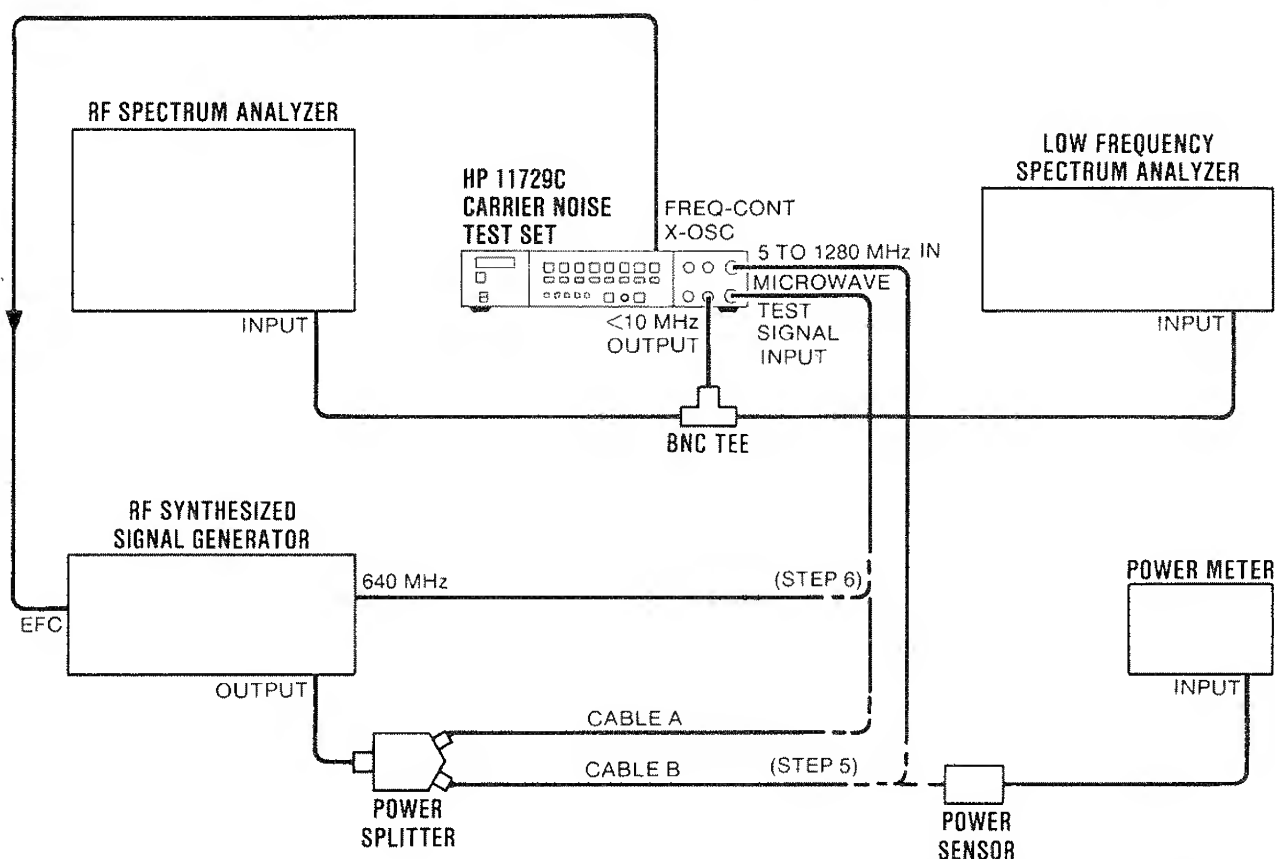 RF SPECTRUM ANALYZER
INPUT
HP 11729C
CARRIER NOISE
TEST SET
FREQ-CONT
X-OSC
5 TO 1280 MHz IN
MICROWAVE
TEST
SIGNAL
INPUT
<10 MHz
OUTPUT
LOW FREQUENCY
SPECTRUM ANALYZER
INPUT
BNC TEE
RF SYNTHESIZED
SIGNAL GENERATOR
640 MHz
(STEP 6)
EFC
OUTPUT
POWER METER
INPUT
CABLE A
CABLE B
(STEP 5)
POWER
SPLITTER
POWER
SENSOR